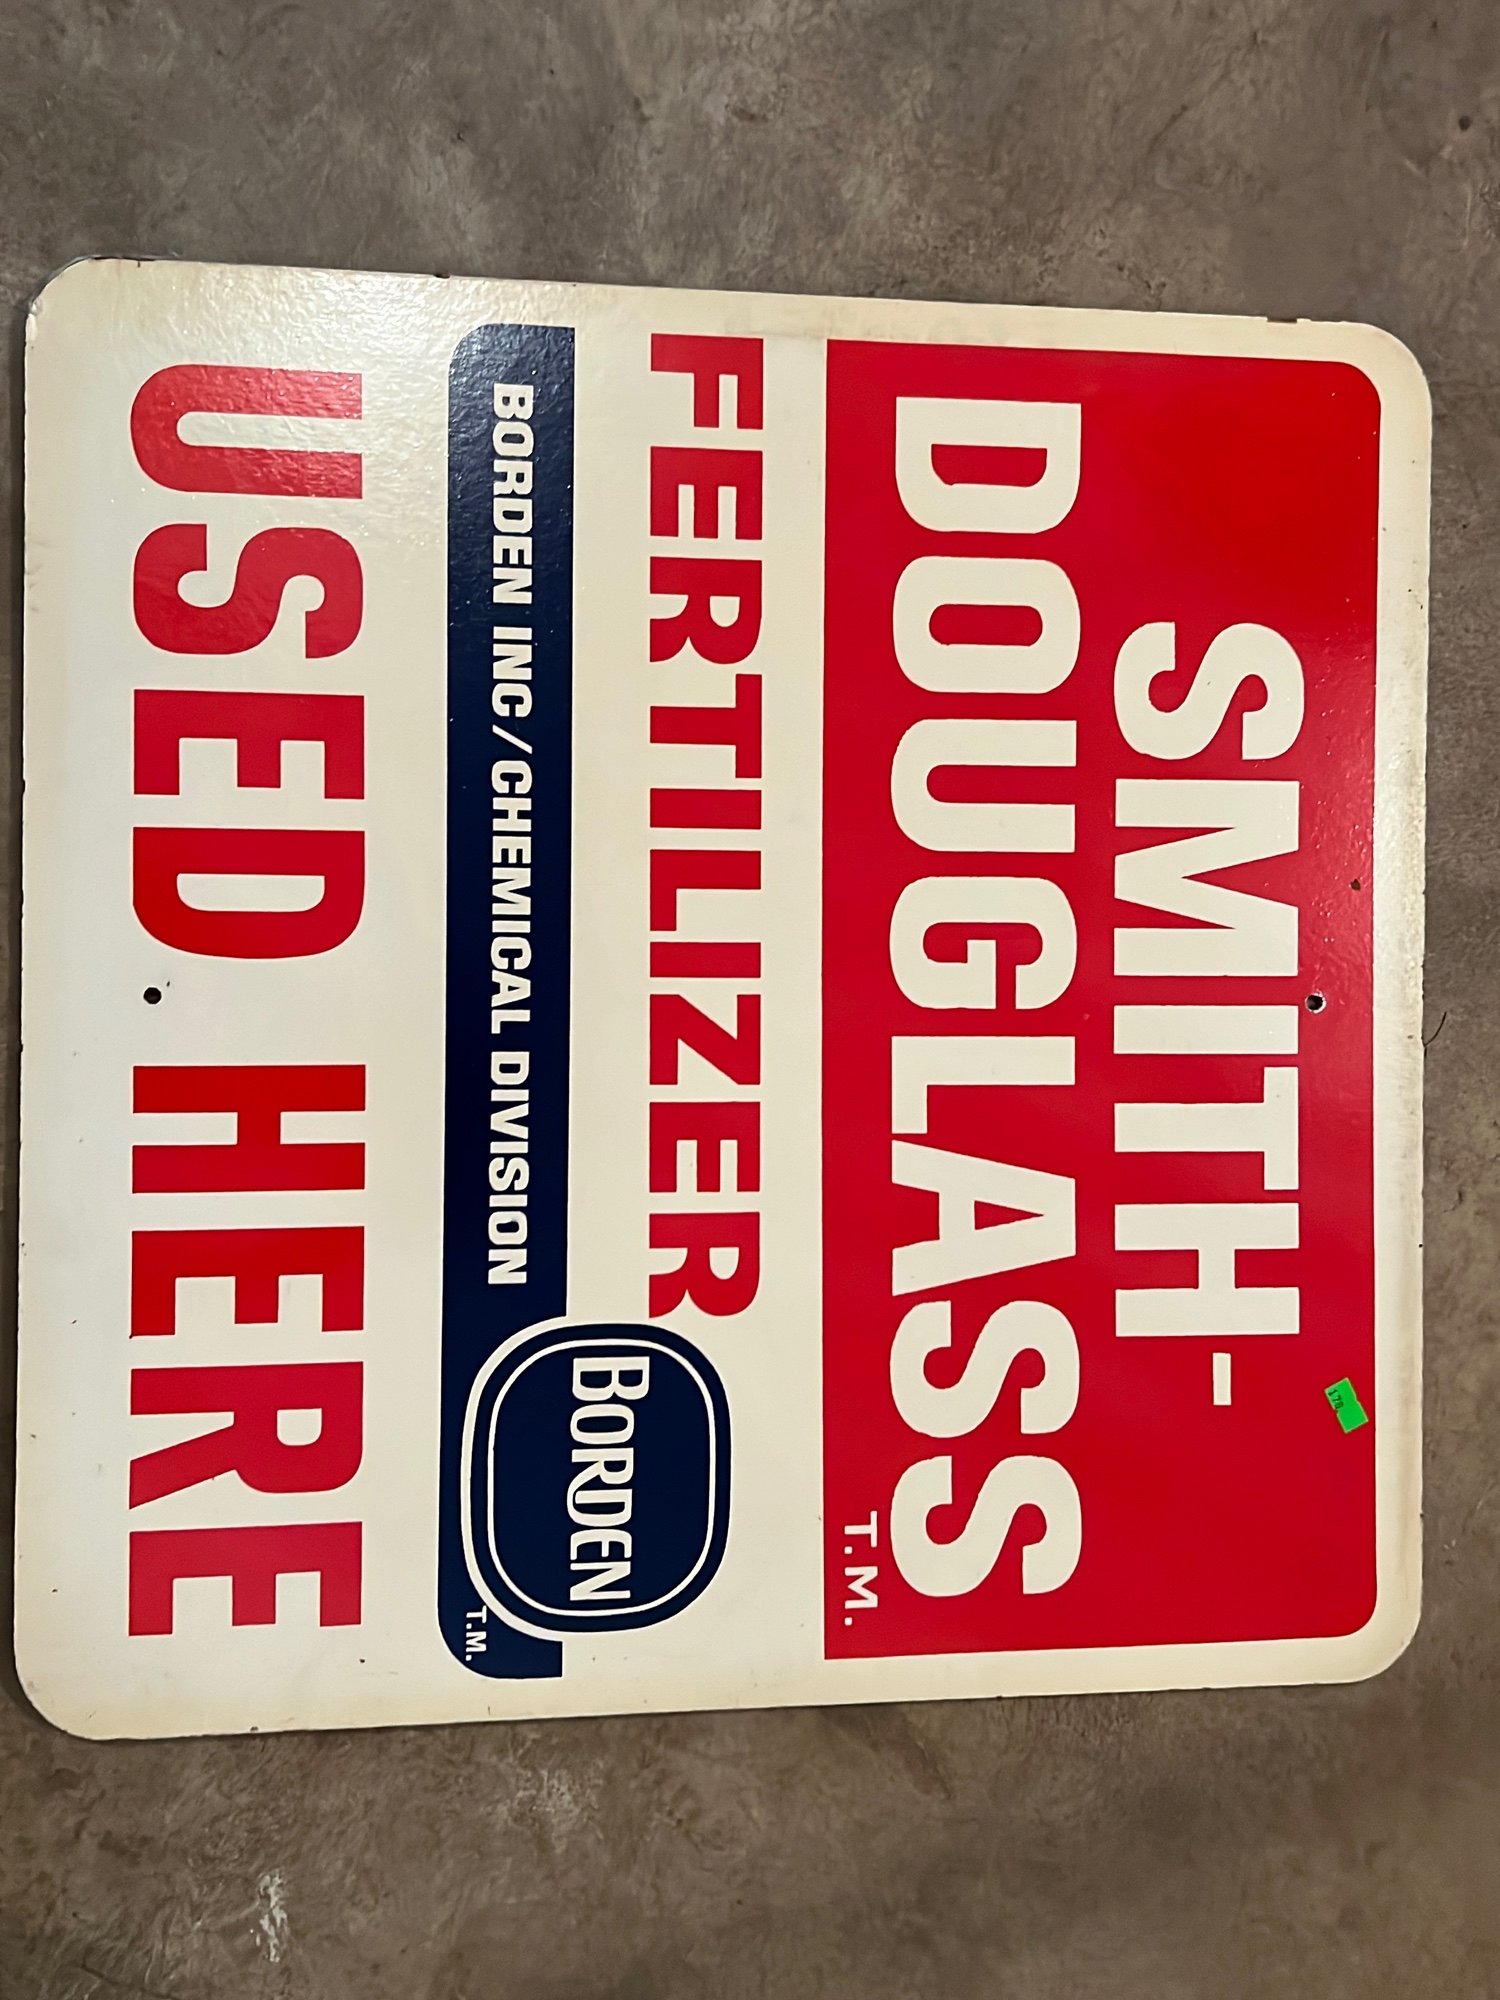 SMITH-
DOUGLASS
T.M.
FERTILIZER
BORDEN
BORDEN INC/CHEMICAL DIVISION
T.M.
USED HERE